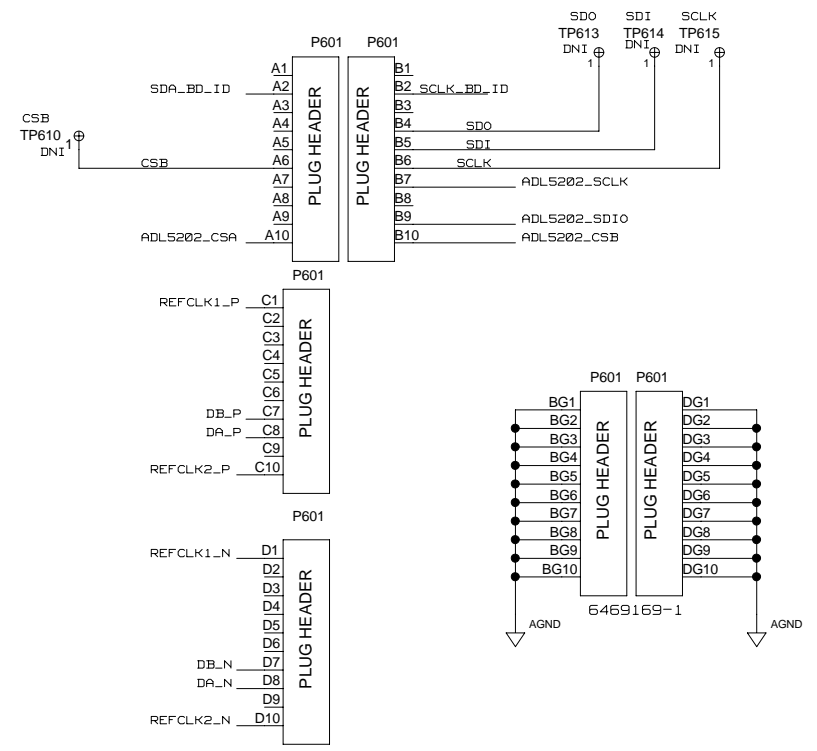 SDO SDI SCLK
TP613 TP614 TP615
DNI DNI DNI
1 1 1
P601 P601
A1 B1
SDA_BD_ID A2 B2 SCLK_BD_ID
A3 B3
A4 B4 SDO
A5 B5 SDI
CSB
TP610 1
DNI
CSB A6 B6 SCLK
A7 B7 ADL5202_SCLK
A8 B8
A9 B9 ADL5202_SDIO
ADL5202_CSA A10 B10 ADL5202_CSB
PLUG HEADER PLUG HEADER
P601
REFCLK1_P C1
C2
C3
C4
C5
C6
DB_P C7
DA_P C8
C9
REFCLK2_P C10
PLUG HEADER
P601
REFCLK1_N D1
D2
D3
D4
D5
D6
DB_N D7
DA_N D8
D9
REFCLK2_N D10
PLUG HEADER
P601 P601
BG1 DG1
BG2 DG2
BG3 DG3
BG4 DG4
BG5 DG5
BG6 DG6
BG7 DG7
BG8 DG8
BG9 DG9
BG10 DG10
PLUG HEADER PLUG HEADER
6469169-1
AGND AGND